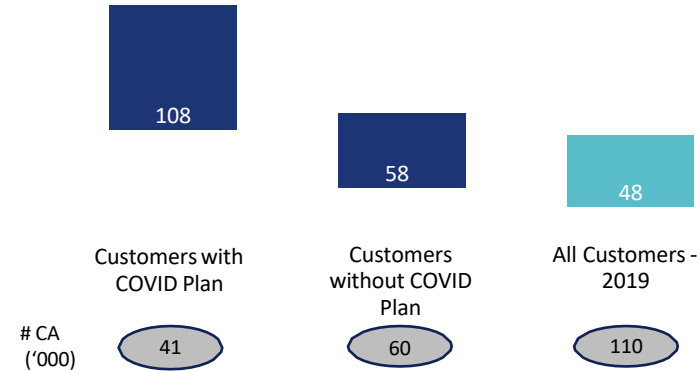 108
58
48
Customers with
COVID Plan
Customers
without COVID
Plan
All Customers -
2019
# CA
(‘000)
41
60
110